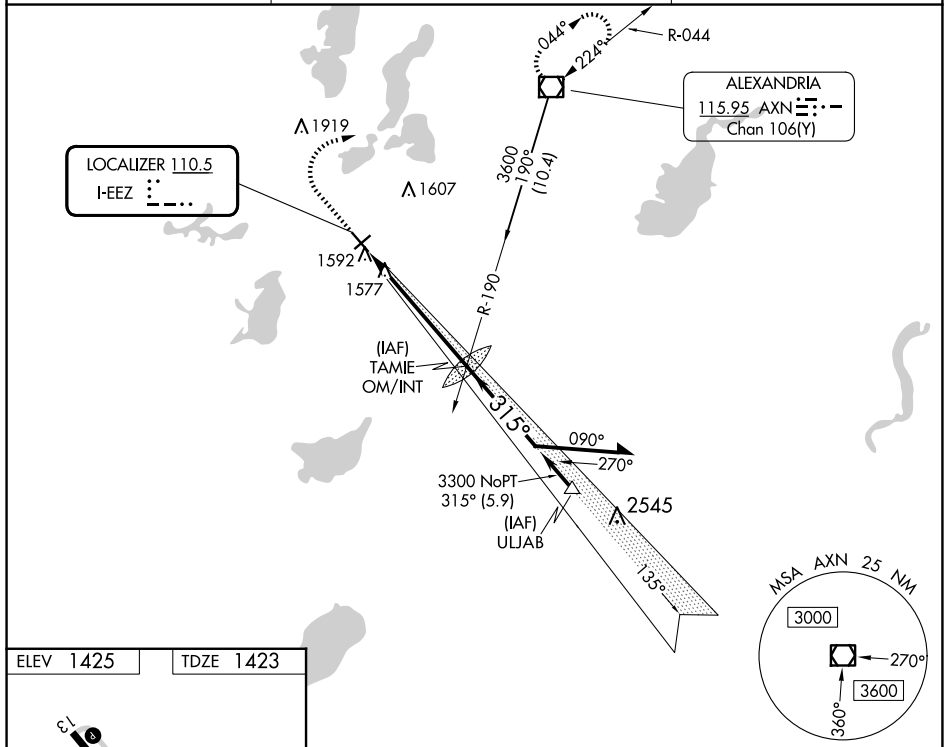 044°
R-044
224°
ALEXANDRIA
115.95 AXN
Chan 106(Y)
1919
LOCALIZER 110.5
I-EEZ
3600
190°
(10.4)
1607
1592
1577
R-190
(IAF)
TAMIE
OM/INT
315°
090°
270°
3300 NoPT
315° (5.9)
2545
(IAF)
ULJAB
135°
MSA AXN 25 NM
3000
270°
3600
360°
ELEV 1425
TDZE 1423
13
P